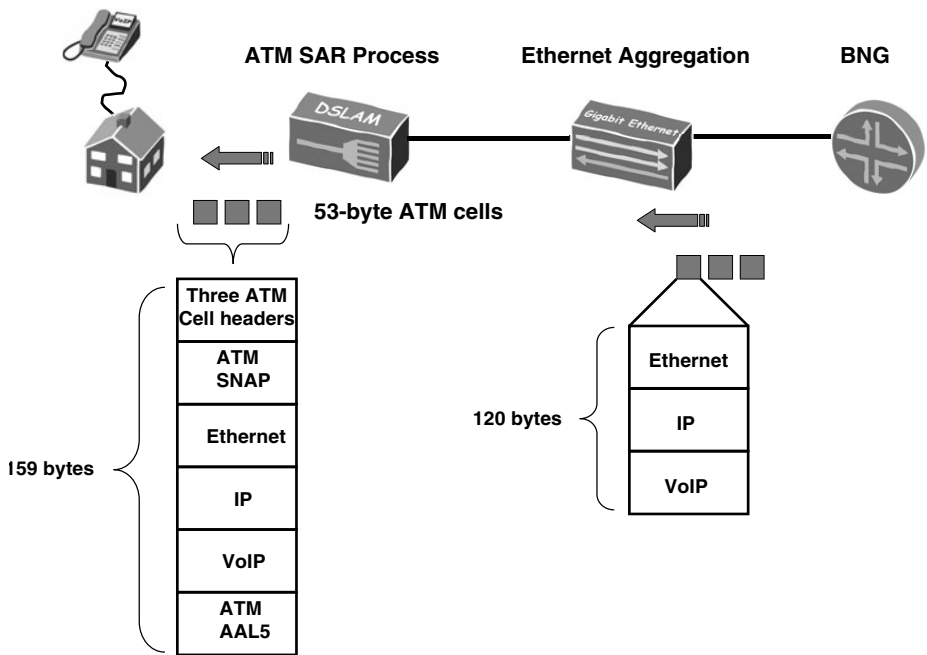 VoIP
ATM SAR Process
Ethernet Aggregation
BNG
DSLAM
Gigabit Ethernet
53-byte ATM cells
Three ATM
Cell headers
ATM
SNAP
Ethernet
IP
VoIP
ATM
AAL5
159 bytes
Ethernet
IP
VoIP
120 bytes